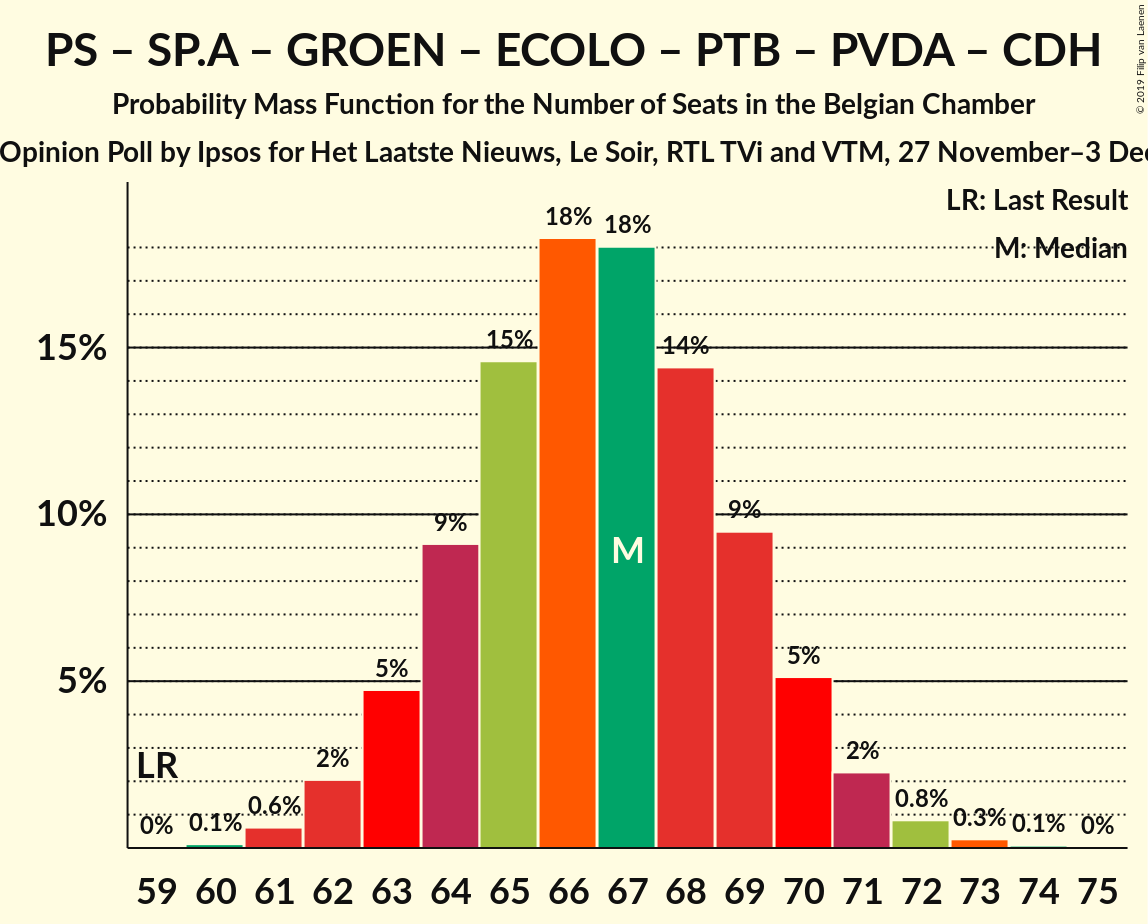 PS – SP.A – GROEN – ECOLO – PTB – PVDA – CDH
Probability Mass Function for the Number of Seats in the Belgian Chamber
Opinion Poll by Ipsos for Het Laatste Nieuws, Le Soir, RTL TVi and VTM, 27 November–3 Dec
© 2019 Filip van Laenen
LR: Last Result
M: Median
18%
18%
15%
15%
14%
10%
9%
9%
M
5%
5%
5%
LR
2%
2%
0%
0.1%
0.6%
0.8%
0.3%
0.1%
0%
59 60 61 62 63 64 65 66 67 68 69 70 71 72 73 74 75